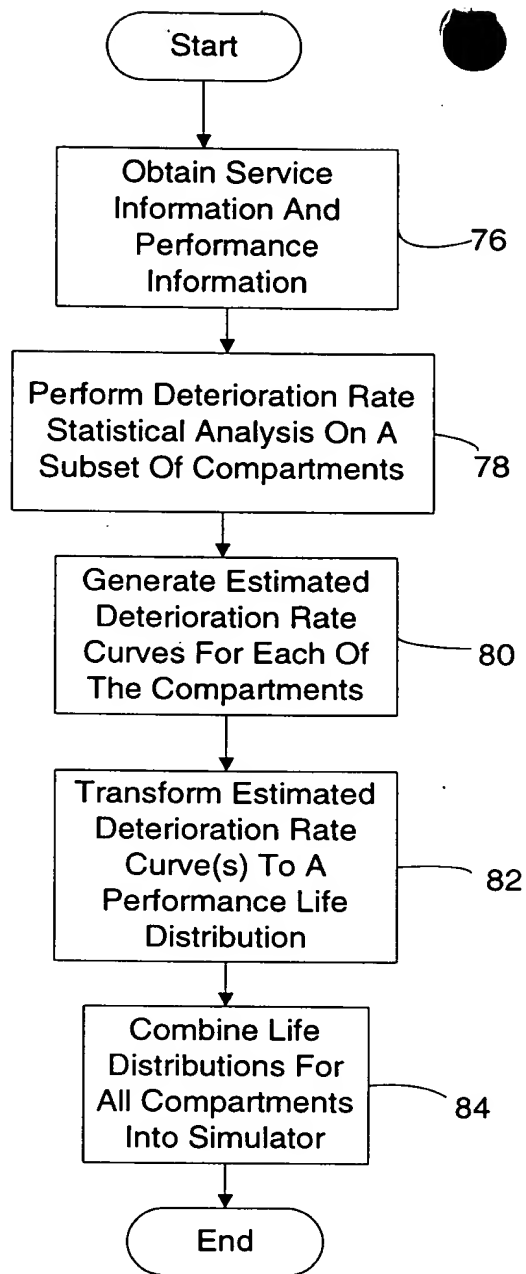 Start
Obtain Service
Information And
Performance
Information
76
Perform Deterioration Rate
Statistical Analysis On A
Subset Of Compartments
78
Generate Estimated
Deterioration Rate
Curves For Each Of
The Compartments
80
Transform Estimated
Deterioration Rate
Curve(s) To A
Performance Life
Distribution
82
Combine Life
Distributions For
All Compartments
Into Simulator
84
End